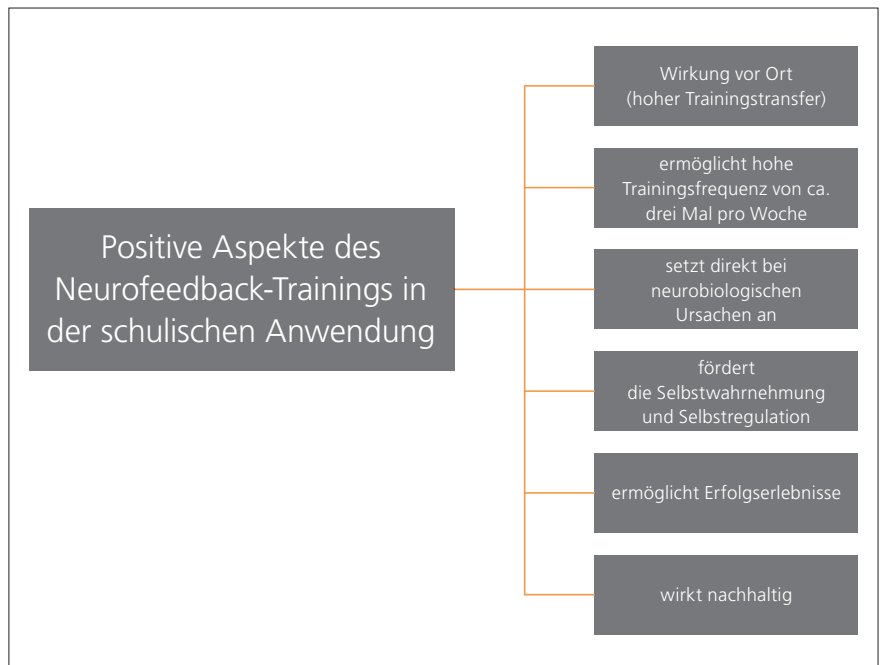 Positive Aspekte des
Neurofeedback-Trainings in
der schulischen Anwendung
Wirkung vor Ort
(hoher Trainingstransfer)
ermöglicht hohe
Trainingsfrequenz von ca.
drei Mal pro Woche
setzt direkt bei
neurobiologischen
Ursachen an
fördert
die Selbstwahrnehmung
und Selbstregulation
ermöglicht Erfolgserlebnisse
wirkt nachhaltig